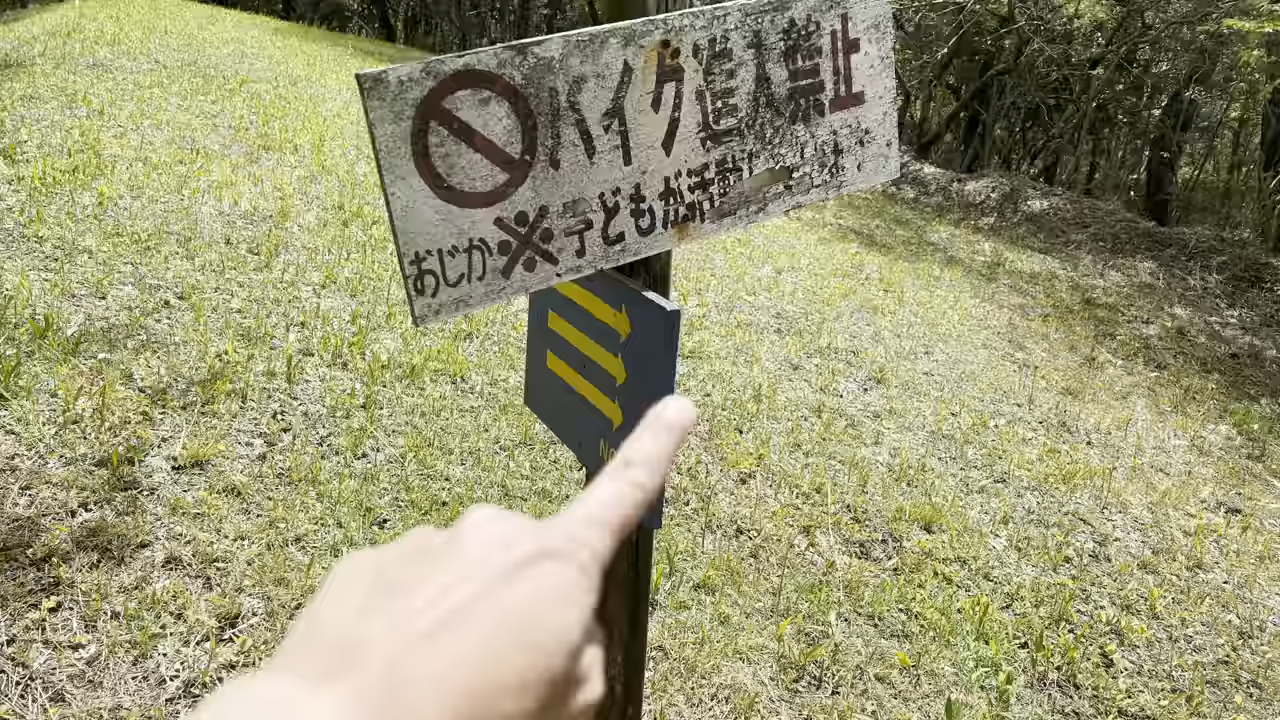 バイク進入禁止
※子どもが活動
おじか